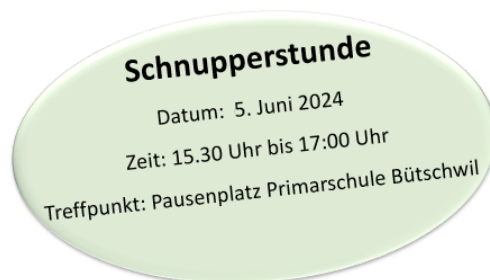 Schnupperstunde
Datum:  5. Juni 2024
Zeit: 15.30 Uhr bis 17:00 Uhr
Treffpunkt: Pausenplatz Primarschule Bütschwil